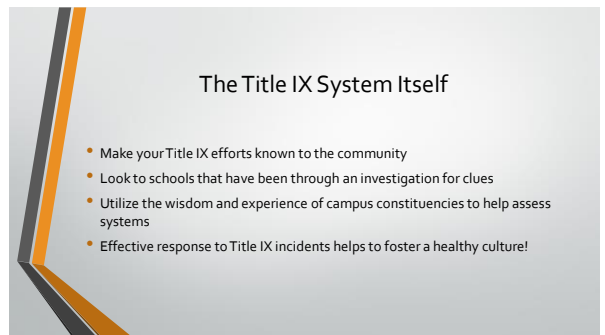 The Title IX System Itself
• Make your Title IX efforts known to the community
• Look to schools that have been through an investigation for clues
• Utilize the wisdom and experience of campus constituencies to help assess
systems
• Effective response to Title IX incidents helps to foster a healthy culture!